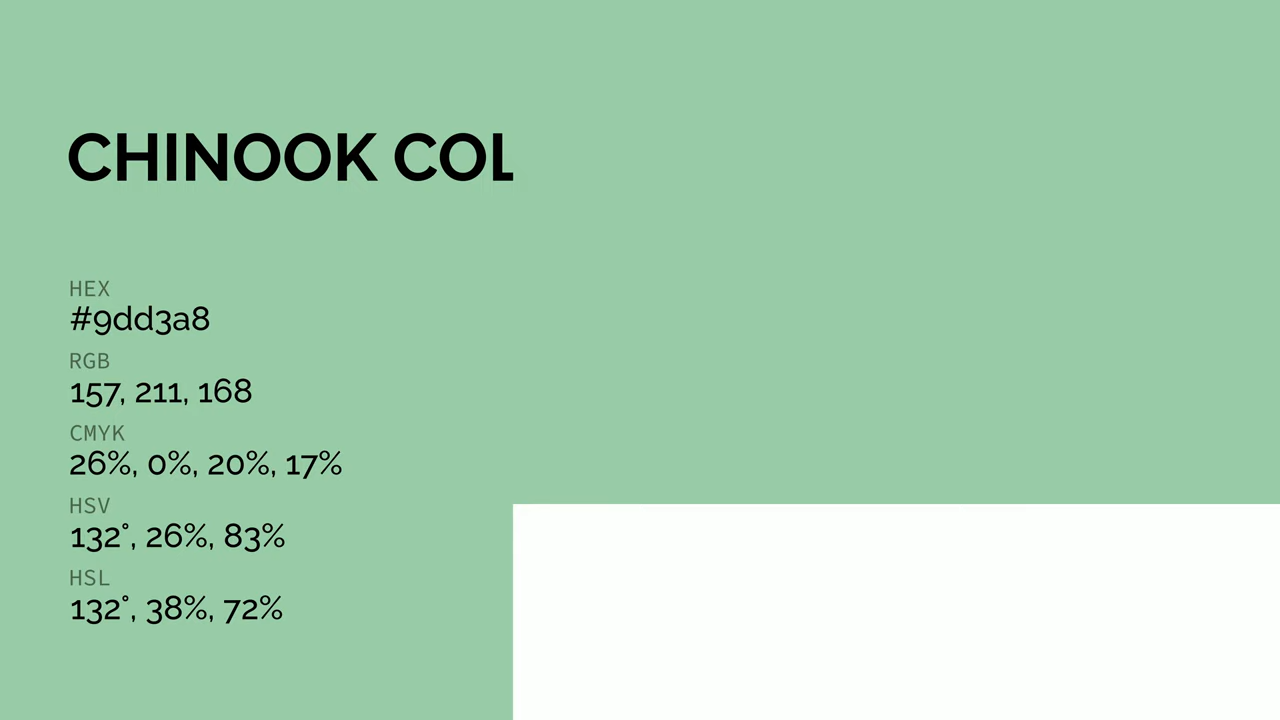 CHINOOK COL
HEX
#9dd3a8
RGB
157, 211, 168
CMYK
26%, 0%, 20%, 17%
HSV
132°, 26%, 83%
HSL
132°, 38%, 72%